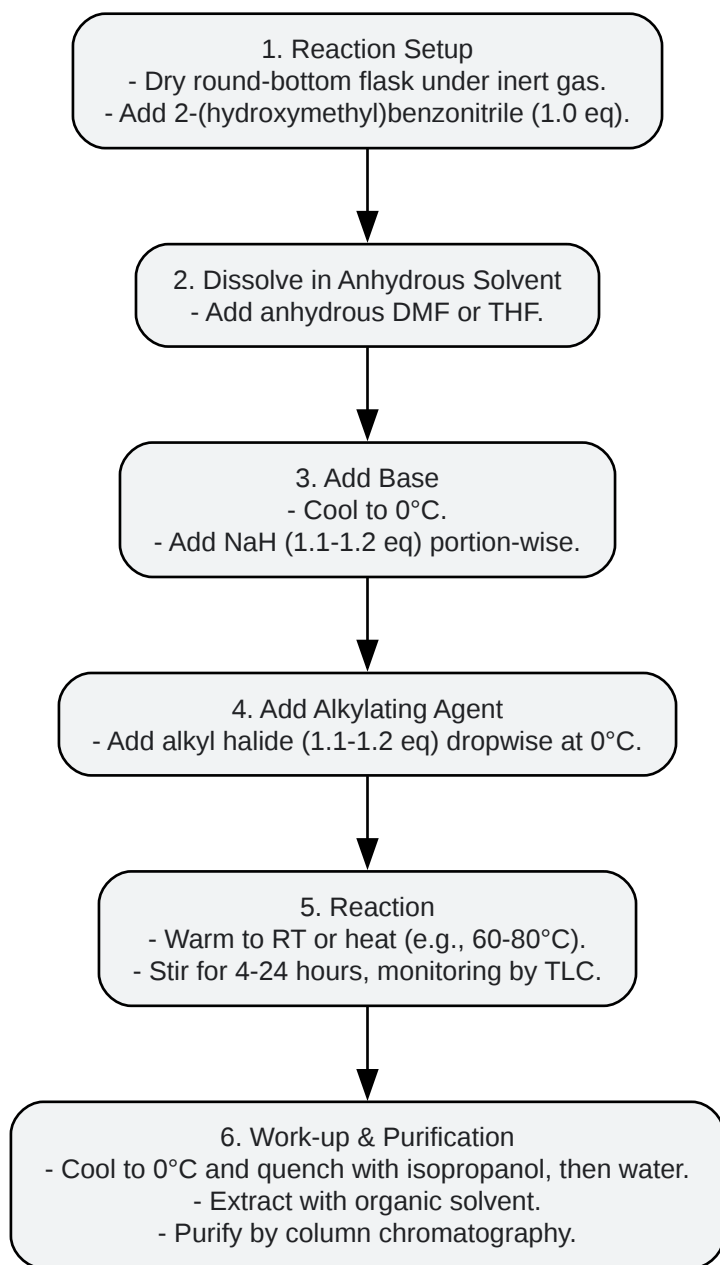 1. Reaction Setup
- Dry round-bottom flask under inert gas.
- Add 2-(hydroxymethyl)benzonitrile (1.0 eq).
2. Dissolve in Anhydrous Solvent
- Add anhydrous DMF or THF.
3. Add Base
- Cool to 0°C.
- Add NaH (1.1-1.2 eq) portion-wise.
4. Add Alkylating Agent
- Add alkyl halide (1.1-1.2 eq) dropwise at 0°C.
5. Reaction
- Warm to RT or heat (e.g., 60-80°C).
- Stir for 4-24 hours, monitoring by TLC.
6. Work-up & Purification
- Cool to 0°C and quench with isopropanol, then water.
- Extract with organic solvent.
- Purify by column chromatography.